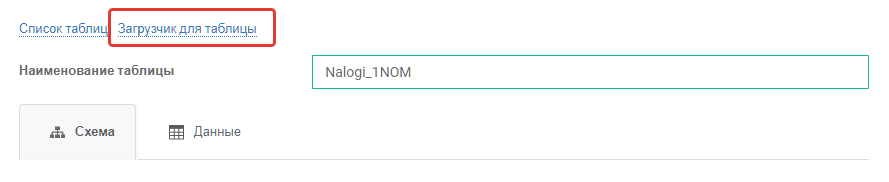 Список таблиц Загрузчик для таблицы
Наименование таблицы Nalogi_1NOM
Схема Данные